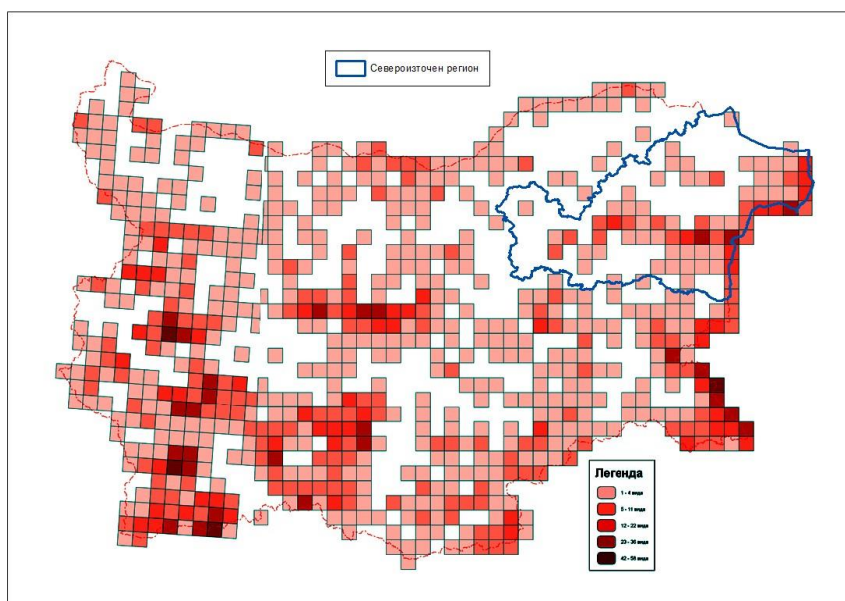 Североизточен регион
Легенда
1 - 4 вида
5 - 11 вида
12 - 22 вида
23 - 36 вида
42 - 58 вида